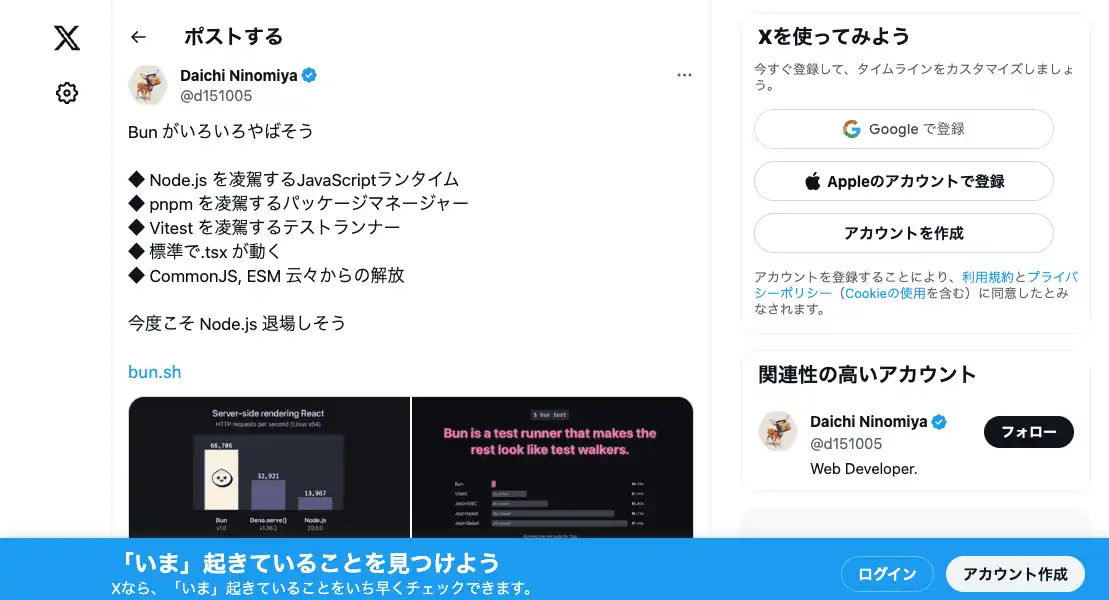 ポストする
Daichi Ninomiya
@d151005
Bun がいろいろやばそう
◆ Node.js を凌駕するJavaScriptランタイム
◆ pnpm を凌駕するパッケージマネージャー
◆ Vitest を凌駕するテストランナー
◆ 標準で.tsx が動く
◆ CommonJS, ESM 云々からの解放
今度こそ Node.js 退場しそう
bun.sh
Server-side rendering React
HTTP requests per second (Linux x64)
66,706
32,921
13,967
Bun
v1.0
Deno.serve()
v1.36.2
Node.js
$ bun test
Bun is a test runner that makes the
rest look like test walkers.
Bun
Vitest
Jest+SWC
Jest+Babel
Xを使ってみよう
今すぐ登録して、タイムラインをカスタマイズしましょ
う。
Google で登録
Appleのアカウントで登録
アカウントを作成
アカウントを登録することにより、利用規約とプライバ
シーポリシー（Cookieの使用を含む）に同意したとみ
なされます。
関連性の高いアカウント
Daichi Ninomiya
@d151005
フォロー
Web Developer.
「いま」起きていることを見つけよう
Xなら、「いま」起きていることをいち早くチェックできます。
ログイン
アカウント作成